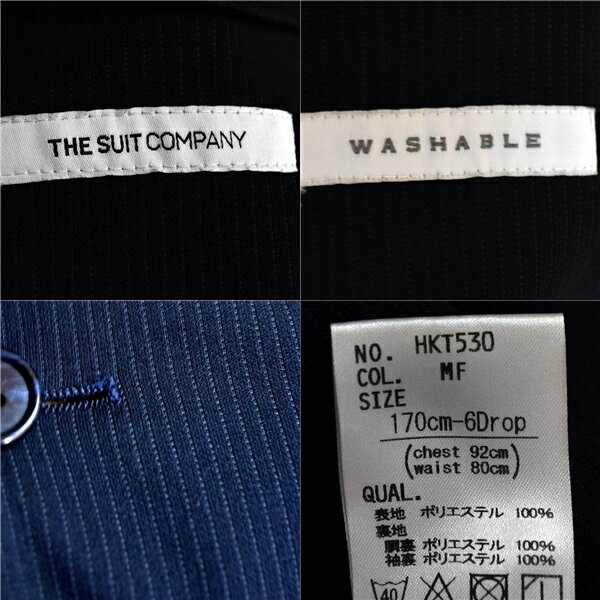 THE SUIT COMPANY
WASHABLE
NO. HKT530
COL. MF
SIZE
170cm-6Drop
(chest 92cm
waist 80cm)
QUAL.
表地 ポリエステル 100%
裏地
胴裏 ポリエステル 100%
袖裏 ポリエステル 100%
40